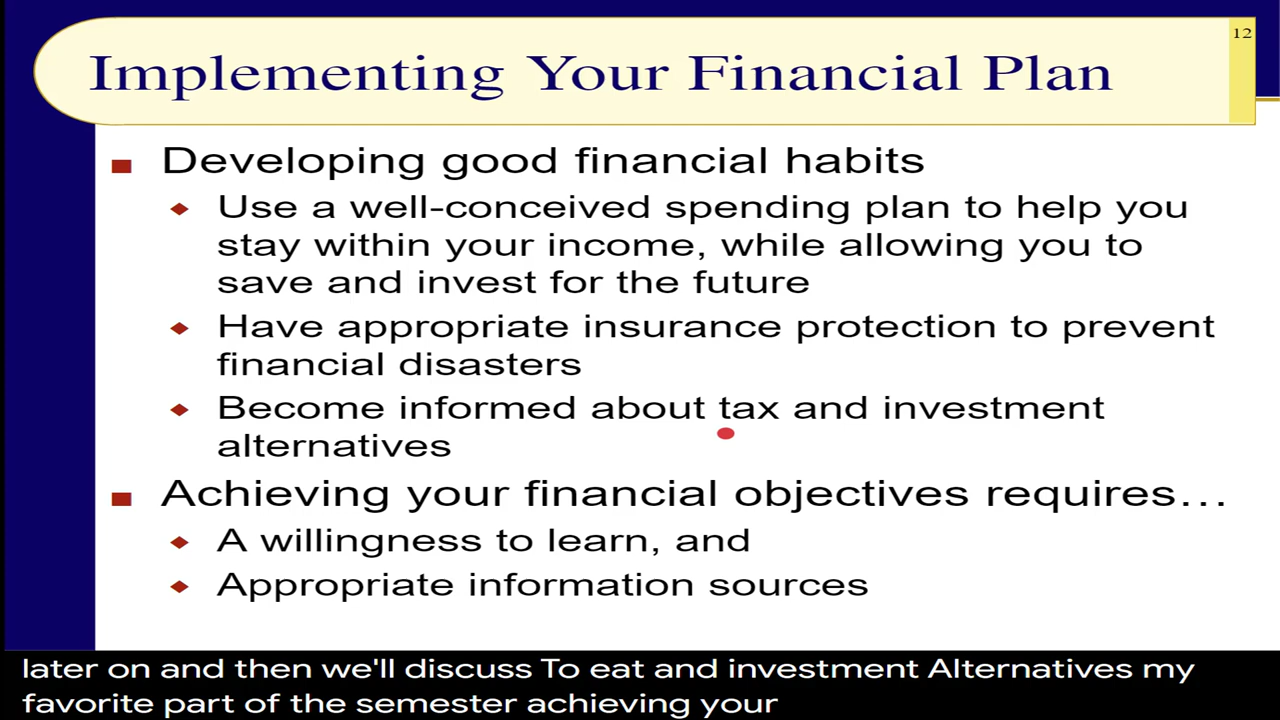 12
Implementing Your Financial Plan
Developing good financial habits
Use a well-conceived spending plan to help you
stay within your income, while allowing you to
save and invest for the future
Have appropriate insurance protection to prevent
financial disasters
Become informed about tax and investment
alternatives
Achieving your financial objectives requires…
A willingness to learn, and
Appropriate information sources
later on and then we'll discuss To eat and investment Alternatives my
favorite part of the semester achieving your